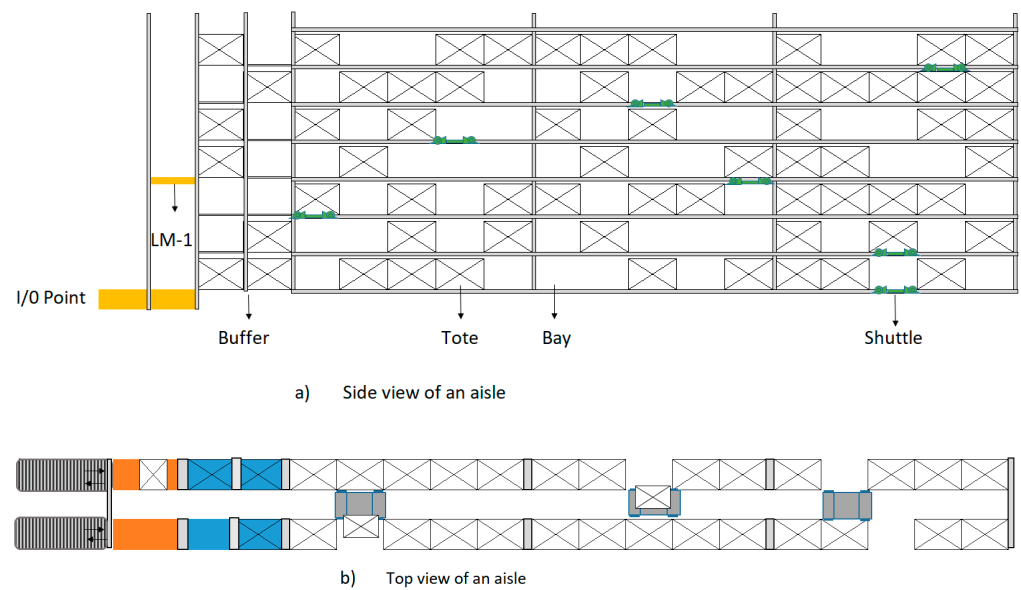 LM-1
I/0 Point
Buffer
Tote
Bay
Shuttle
a) Side view of an aisle
b) Top view of an aisle